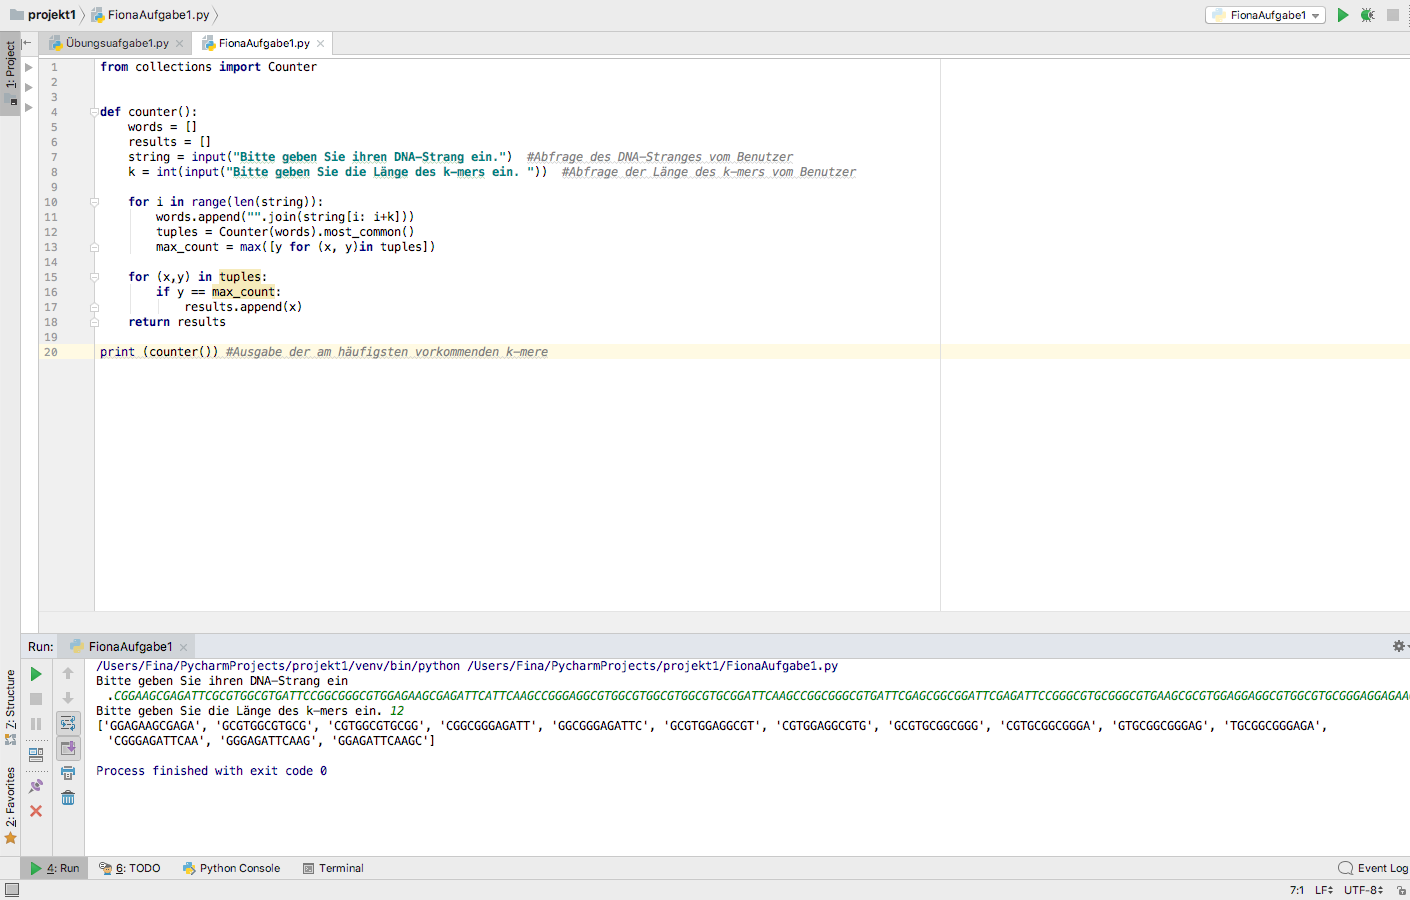 projekt1 FionaAufgabe1.py FionaAufgabe1
Übungsuafgabe1.py FionaAufgabe1.py
1: Project
1 from collections import Counter
2
3
4 def counter():
5 words = []
6 results = []
7 string = input("Bitte geben Sie ihren DNA-Strang ein.") #Abfrage des DNA-Stranges vom Benutzer
8 k = int(input("Bitte geben Sie die Länge des k-mers ein. ")) #Abfrage der Länge des k-mers vom Benutzer
9
10 for i in range(len(string)):
11 words.append("".join(string[i: i+k]))
12 tuples = Counter(words).most_common()
13 max_count = max([y for (x, y)in tuples])
14
15 for (x,y) in tuples:
16 if y == max_count:
17 results.append(x)
18 return results
19
20 print (counter()) #Ausgabe der am häufigsten vorkommenden k-mere
Run: FionaAufgabe1
/Users/Fina/PycharmProjects/projekt1/venv/bin/python /Users/Fina/PycharmProjects/projekt1/FionaAufgabe1.py
Bitte geben Sie ihren DNA-Strang ein
.CGGAAGCGAGATTCGCGTGGCGTGATTCCGGCGGGCGTGGAGAAGCGAGATTCATTCAAGCCGGGAGGCGTGGCGTGGCGTGGCGTGCGGATTCAAGCCGGCGGGCGTGATTCGAGCGGCGGATTCGAGATTCCGGGCGTGCGGGCGTGAAGCGCGTGGAGGAGGCGTGGCGTGCGGGAGGAGAAG
Bitte geben Sie die Länge des k-mers ein. 12
['GGAGAAGCGAGA', 'GCGTGGCGTGCG', 'CGTGGCGTGCGG', 'CGGCGGGAGATT', 'GGCGGGAGATTC', 'GCGTGGAGGCGT', 'CGTGGAGGCGTG', 'GCGTGCGGCGGG', 'CGTGCGGCGGGA', 'GTGCGGCGGGAG', 'TGCGGCGGGAGA',
'CGGGAGATTCAA', 'GGGAGATTCAAG', 'GGAGATTCAAGC']
Process finished with exit code 0
7: Structure
2: Favorites
4: Run 6: TODO Python Console Terminal Event Log
7:1 LF UTF-8